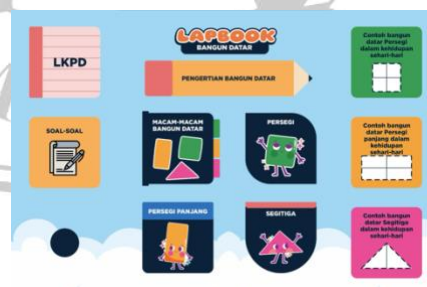 LKPD
LAPBOOK
BANGUN DATAR
PENGERTIAN BANGUN DATAR
Contoh bangun
datar Persegi
dalam kehidupan
sehari-hari
SOAL-SOAL
MACAM-MACAM
BANGUN DATAR
PERSEGI
Contoh bangun
datar Persegi
panjang dalam
kehidupan
sehari-hari
PERSEGI PANJANG
SEGITIGA
Contoh bangun
datar Segitiga
dalam kehidupan
sehari-hari